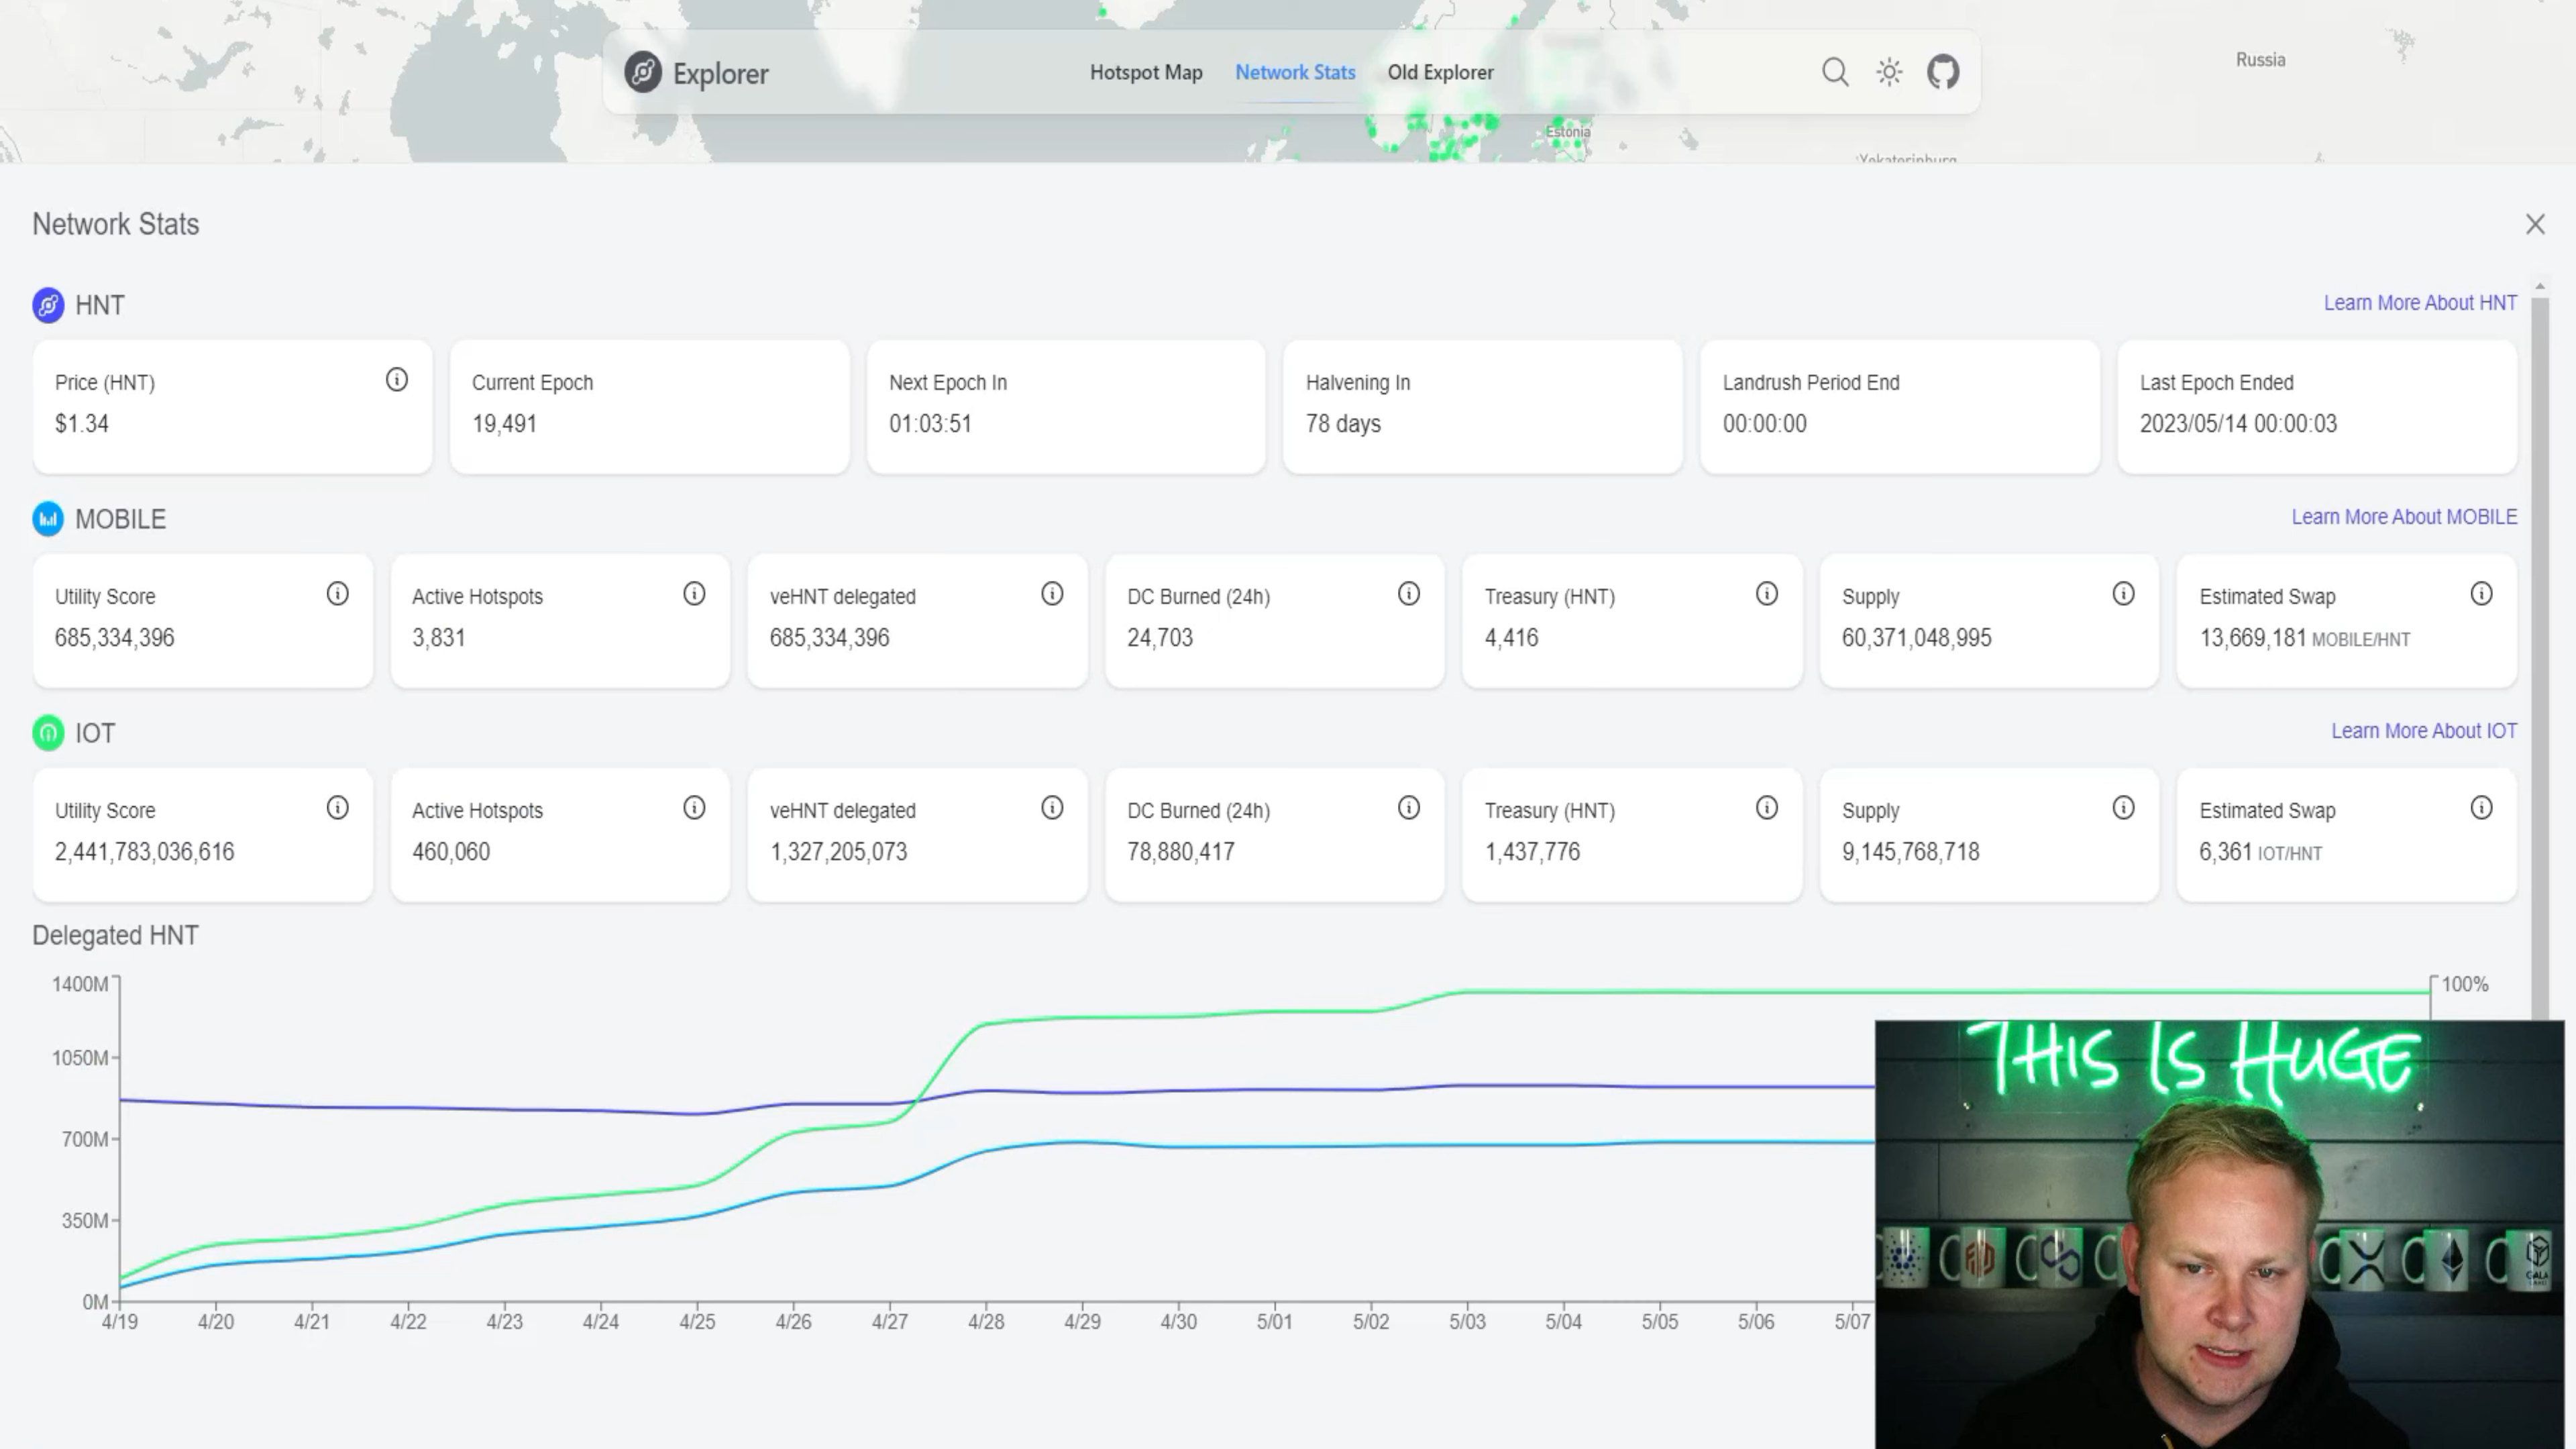 Explorer
Hotspot Map
Network Stats
Old Explorer
Russia
Estonia
Yekaterinburg
Network Stats
HNT
Learn More About HNT
Price (HNT)
$1.34
Current Epoch
19,491
Next Epoch In
01:03:51
Halvening In
78 days
Landrush Period End
00:00:00
Last Epoch Ended
2023/05/14 00:00:03
MOBILE
Learn More About MOBILE
Utility Score
685,334,396
Active Hotspots
3,831
veHNT delegated
685,334,396
DC Burned (24h)
24,703
Treasury (HNT)
4,416
Supply
60,371,048,995
Estimated Swap
13,669,181 MOBILE/HNT
IOT
Learn More About IOT
Utility Score
2,441,783,036,616
Active Hotspots
460,060
veHNT delegated
1,327,205,073
DC Burned (24h)
78,880,417
Treasury (HNT)
1,437,776
Supply
9,145,768,718
Estimated Swap
6,361 IOT/HNT
Delegated HNT
1400M
1050M
700M
350M
0M
100%
4/19 4/20 4/21 4/22 4/23 4/24 4/25 4/26 4/27 4/28 4/29 4/30 5/01 5/02 5/03 5/04 5/05 5/06 5/07
THIS IS HUGE
GALA